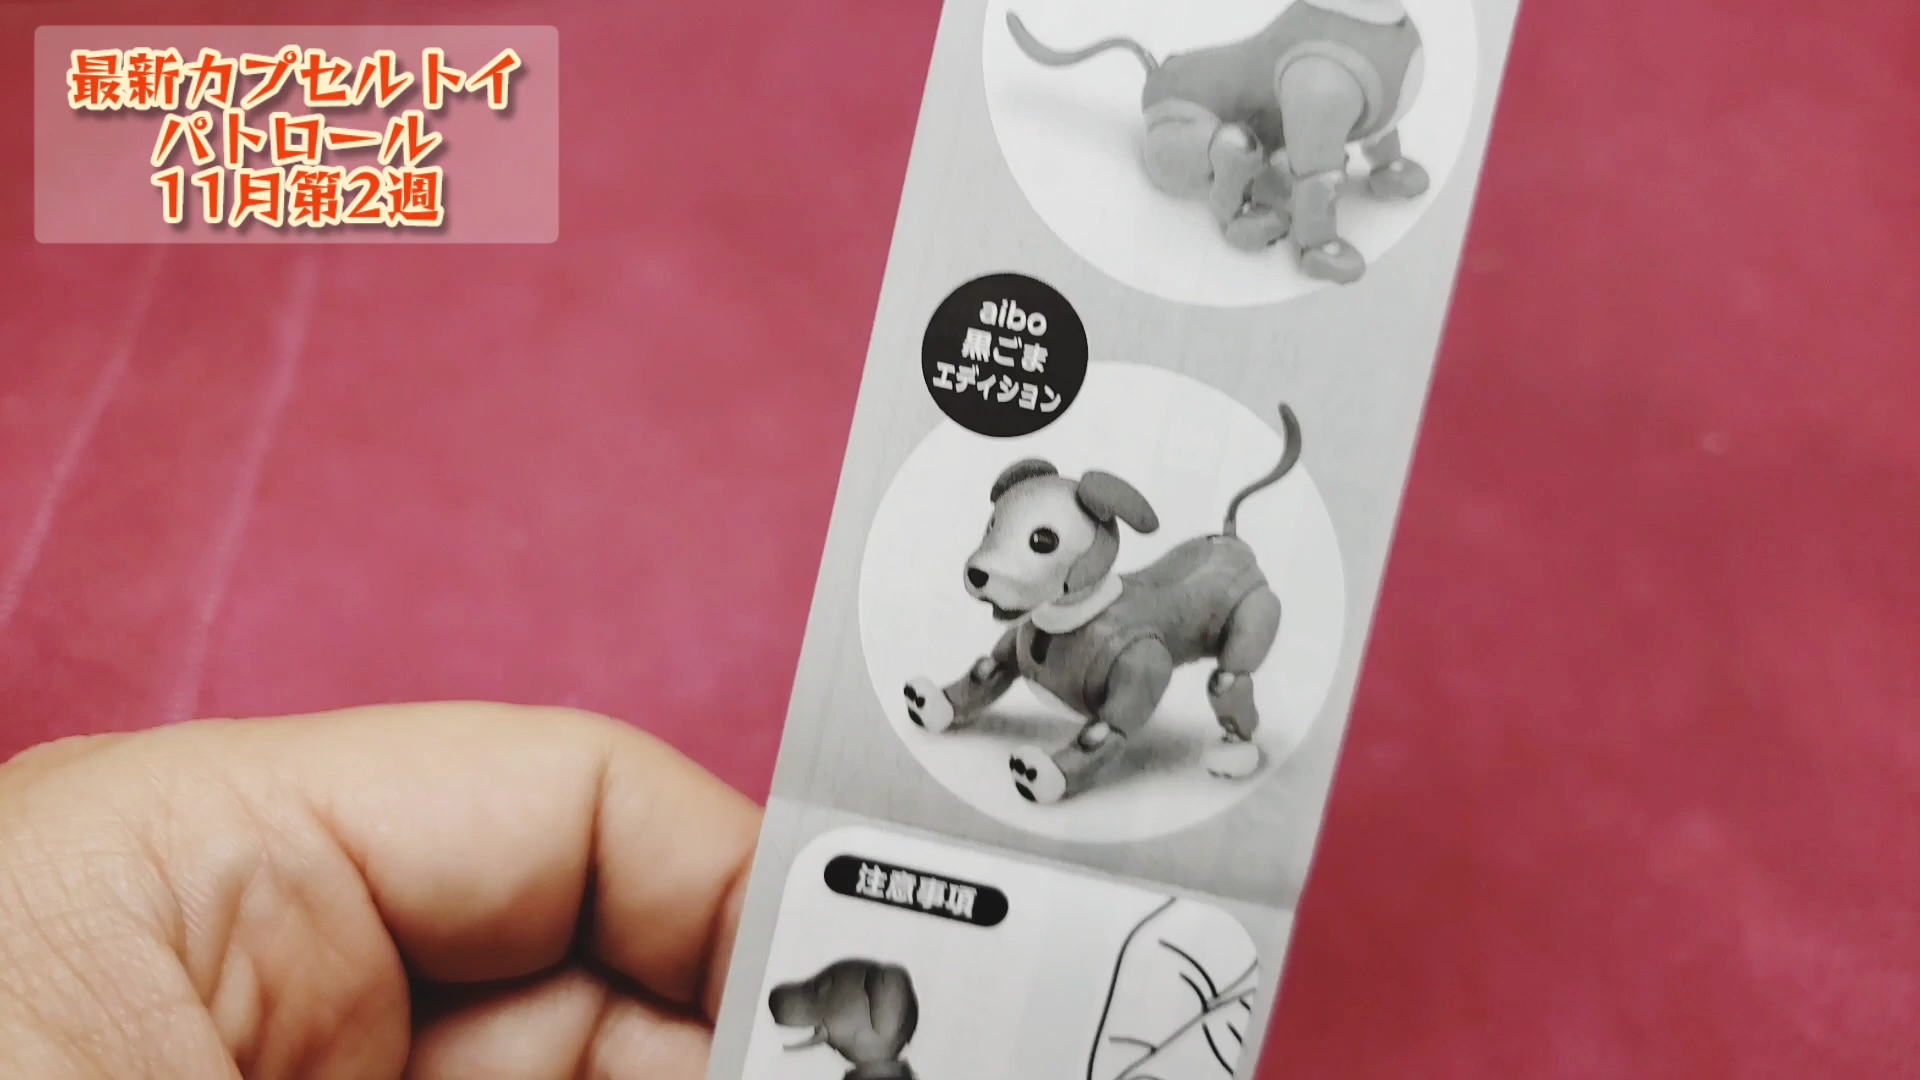 最新カプセルトイ
パトロール
11月第2週
aibo
黒ごま
エディション
注意事項